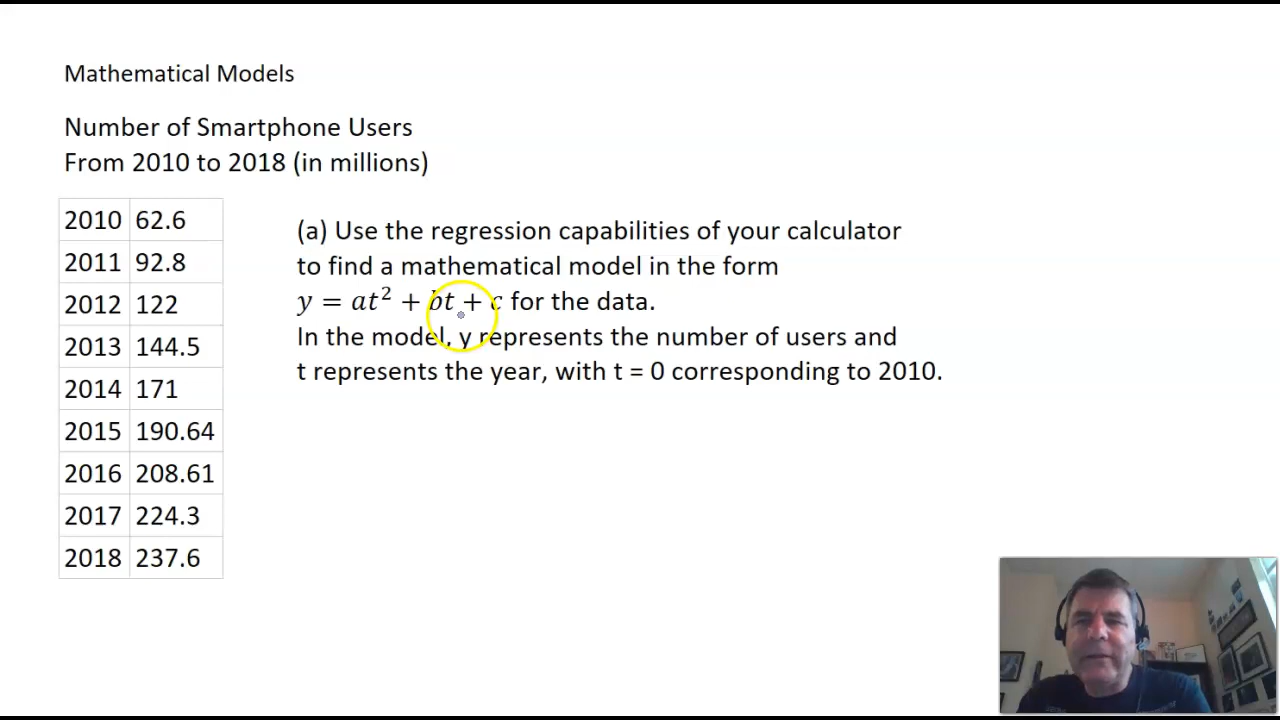 Mathematical Models
Number of Smartphone Users
From 2010 to 2018 (in millions)
2010 62.6
2011 92.8
2012 122
2013 144.5
2014 171
2015 190.64
2016 208.61
2017 224.3
2018 237.6
(a) Use the regression capabilities of your calculator
to find a mathematical model in the form
y = at² + bt + c for the data.
In the model, y represents the number of users and
t represents the year, with t = 0 corresponding to 2010.